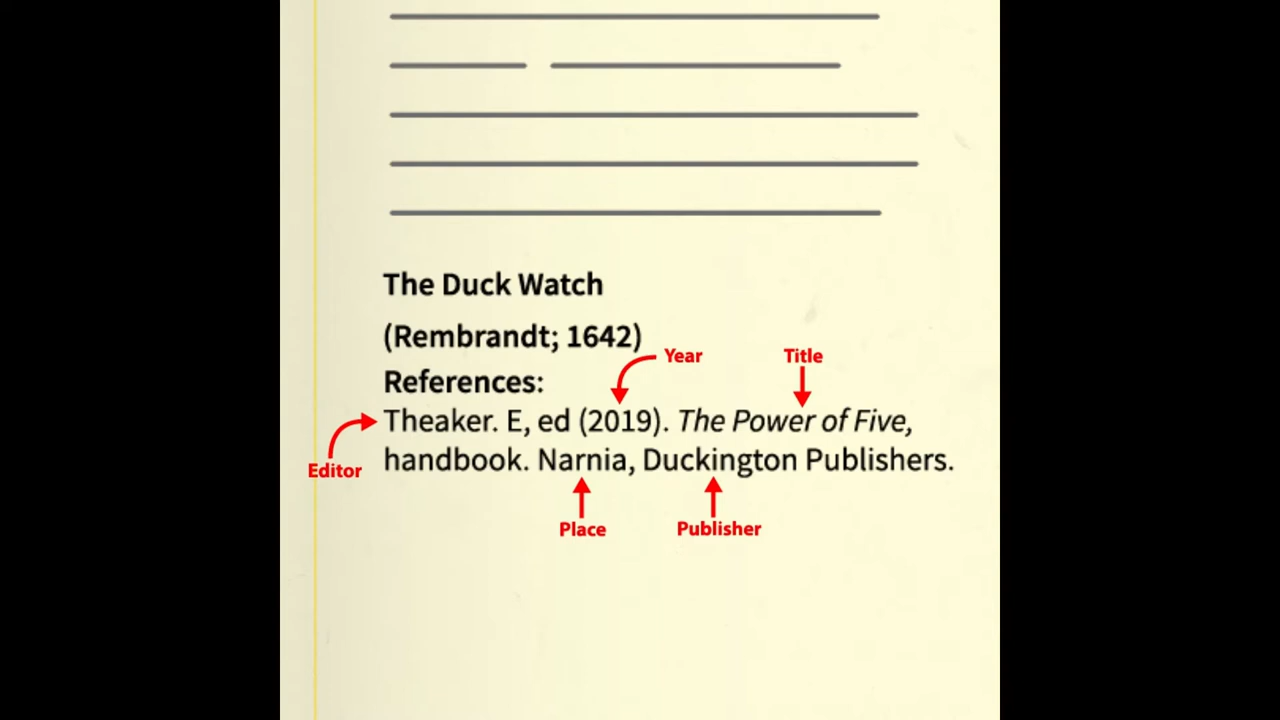 The Duck Watch
(Rembrandt; 1642)
Year Title
References:
Theaker. E, ed (2019). The Power of Five,
Editor
handbook. Narnia, Duckington Publishers.
Place Publisher